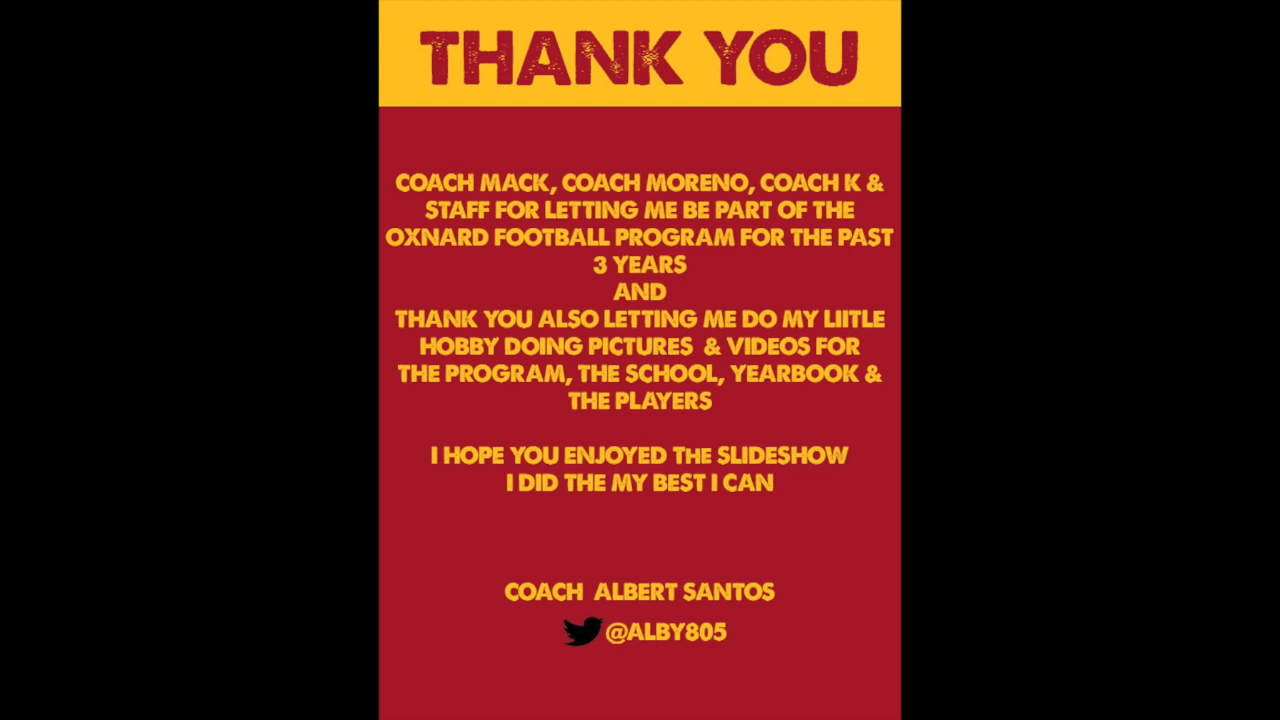 THANK YOU
COACH MACK, COACH MORENO, COACH K &
STAFF FOR LETTING ME BE PART OF THE
OXNARD FOOTBALL PROGRAM FOR THE PAST
3 YEARS
AND
THANK YOU ALSO LETTING ME DO MY LIITLE
HOBBY DOING PICTURES & VIDEOS FOR
THE PROGRAM, THE SCHOOL, YEARBOOK &
THE PLAYERS
I HOPE YOU ENJOYED THE SLIDESHOW
I DID THE MY BEST I CAN
COACH ALBERT SANTOS
@ALBY805